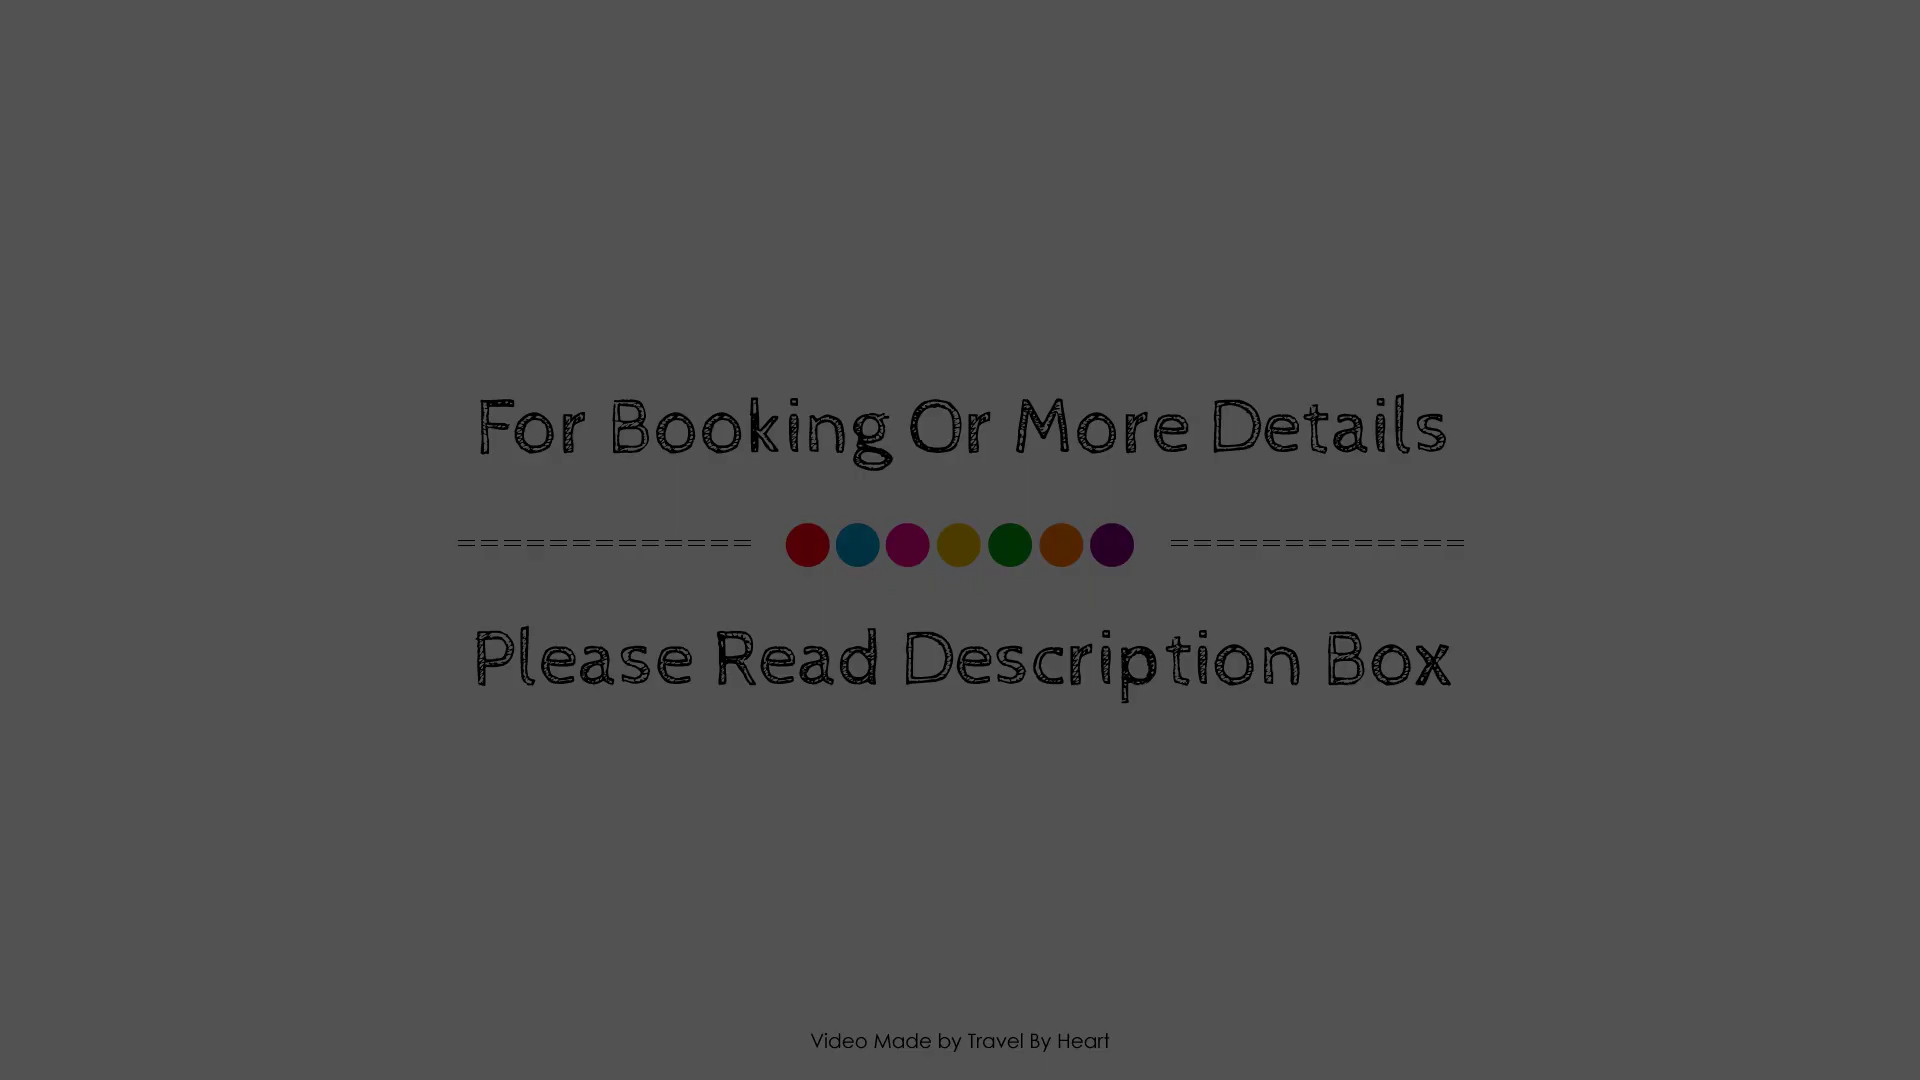 For Booking Or More Details
============= =============
Please Read Description Box
Video Made by Travel By Heart